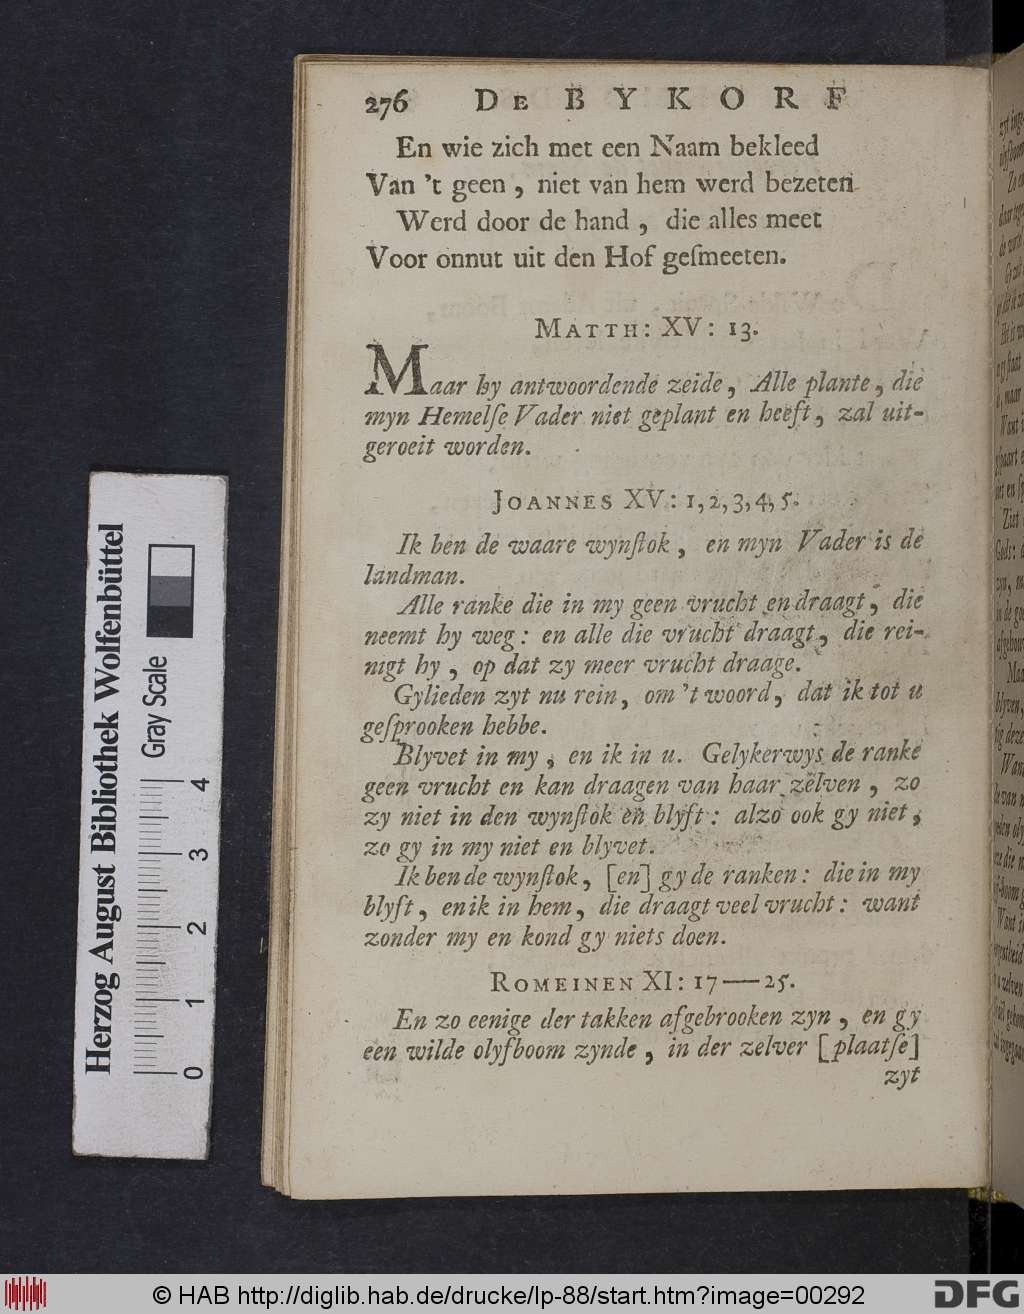 276 De BYKORF
En wie zich met een Naam bekleed
Van 't geen , niet van hem werd bezeten
Werd door de hand , die alles meet
Voor onnut uit den Hof geſmeeten.
Matth: XV: 13.
Maar hy antwoordende zeide, Alle plante, die
myn Hemelſe Vader niet geplant en heeft, zal uit-
geroeit worden.
Joannes XV: 1, 2, 3, 4, 5.
Ik ben de waare wynſtok, en myn Vader is de
landman.
Alle ranke die in my geen vrucht en draagt, die
neemt hy weg: en alle die vrucht draagt, die rei-
nigt hy, op dat zy meer vrucht draage.
Gylieden zyt nu rein, om 't woord, dat ik tot u
geſprooken hebbe.
Blyvet in my, en ik in u. Gelykerwys de ranke
geen vrucht en kan draagen van haar zelven, zo
zy niet in den wynſtok en blyft: alzo ook gy niet,
zo gy in my niet en blyvet.
Ik ben de wynſtok, [en] gy de ranken: die in my
blyft, en ik in hem, die draagt veel vrucht: want
zonder my en kond gy niets doen.
Romeinen XI: 17—25.
En zo eenige der takken afgebrooken zyn, en gy
een wilde olyfboom zynde, in der zelver [plaatſe]
zyt
Herzog August Bibliothek Wolfenbüttel
Gray Scale
0 1 2 3 4
© HAB http://diglib.hab.de/drucke/lp-88/start.htm?image=00292
DFG